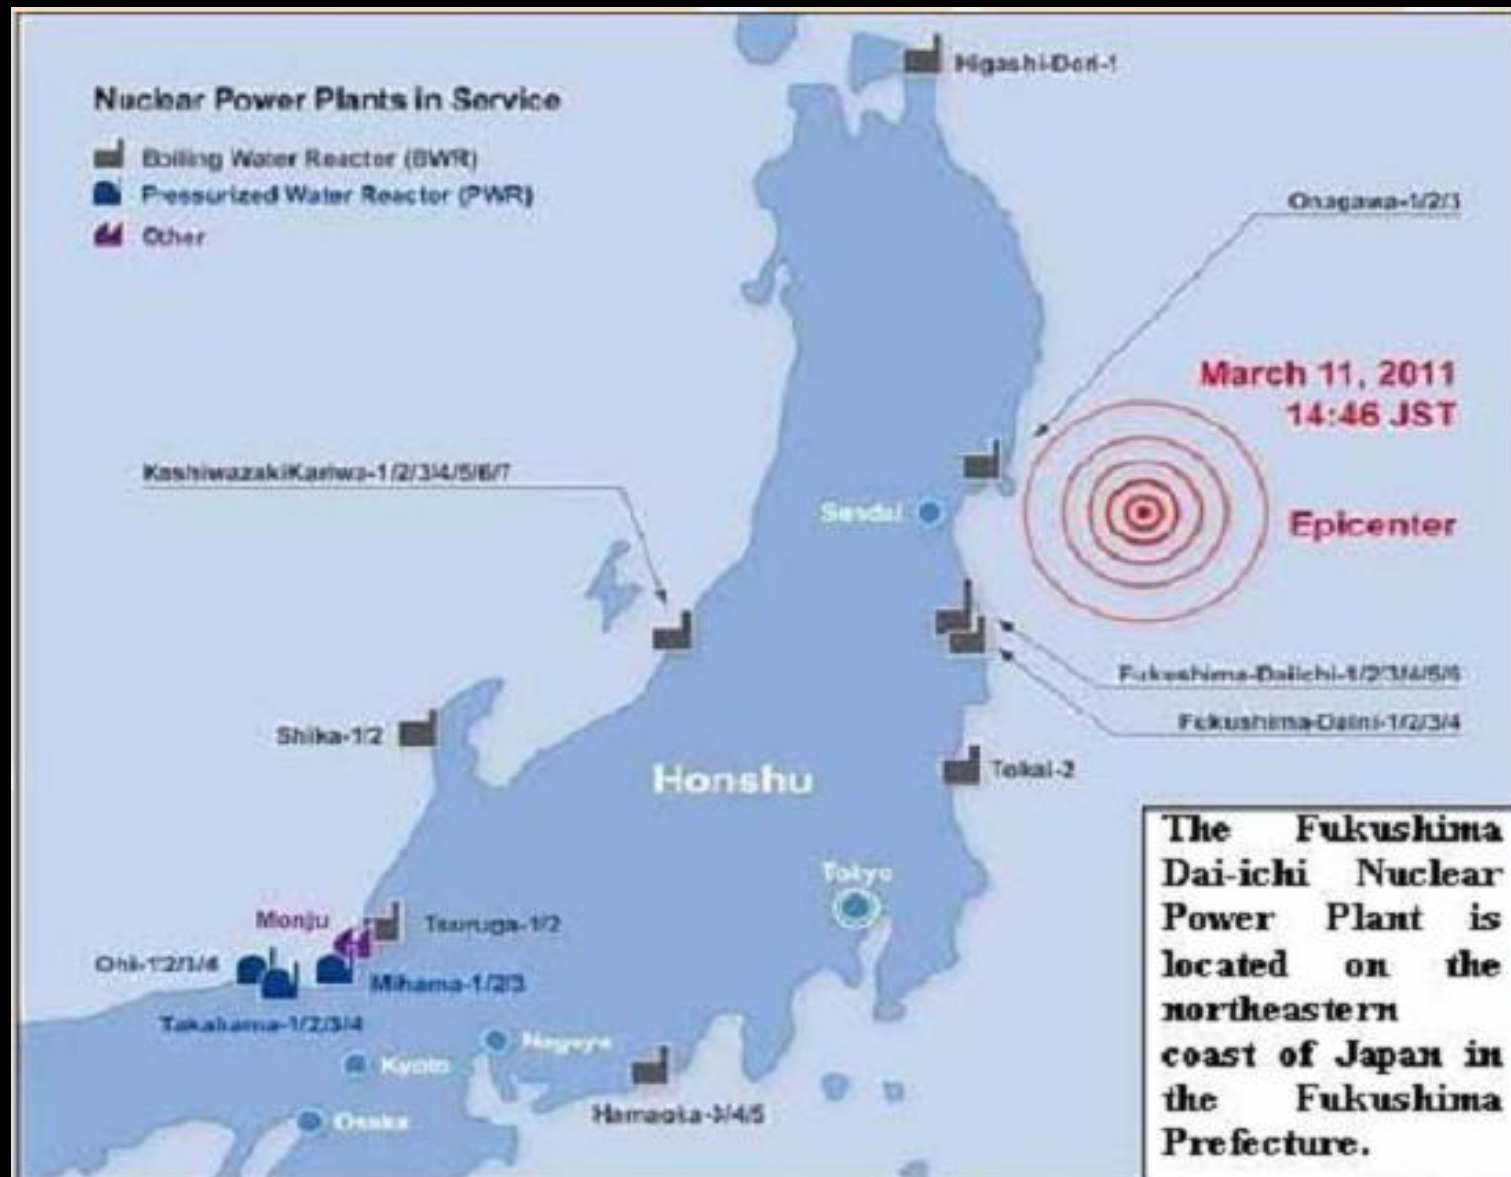 Higashi-Dori-1
Nuclear Power Plants in Service
Boiling Water Reactor (BWR)
Pressurized Water Reactor (PWR)
Other
Onagawa-1/2/3
March 11, 2011
14:46 JST
KashiwazakiKariwa-1/2/3/4/5/6/7
Sendai
Epicenter
Fukushima-Daiichi-1/2/3/4/5/6
Fukushima-Daini-1/2/3/4
Shika-1/2
Honshu
Tokai-2
The Fukushima
Dai-ichi Nuclear
Power Plant is
located on the
northeastern
coast of Japan in
the Fukushima
Prefecture.
Tokyo
Monju
Tsuruga-1/2
Ohi-1/2/3/4
Mihama-1/2/3
Takahama-1/2/3/4
Nagoya
Kyoto
Hamaoka-3/4/5
Osaka